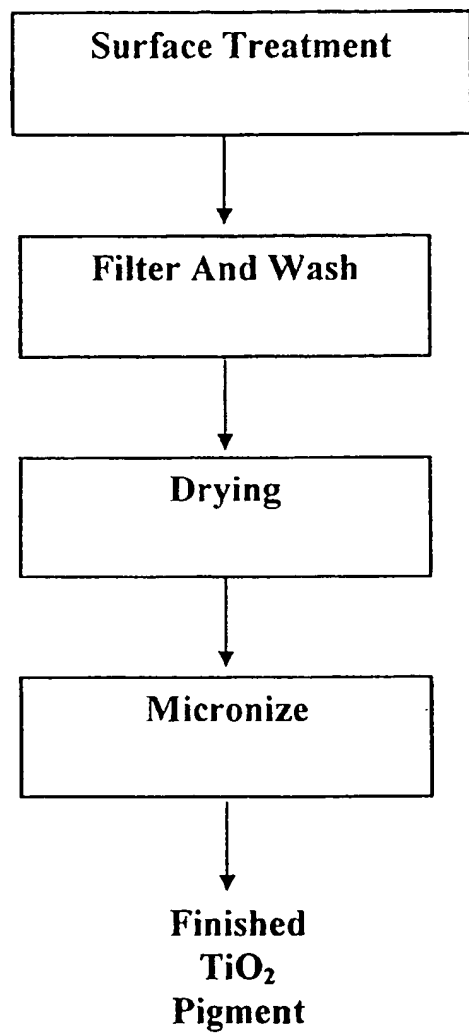 Surface Treatment
Filter And Wash
Drying
Micronize
Finished
TiO₂
Pigment